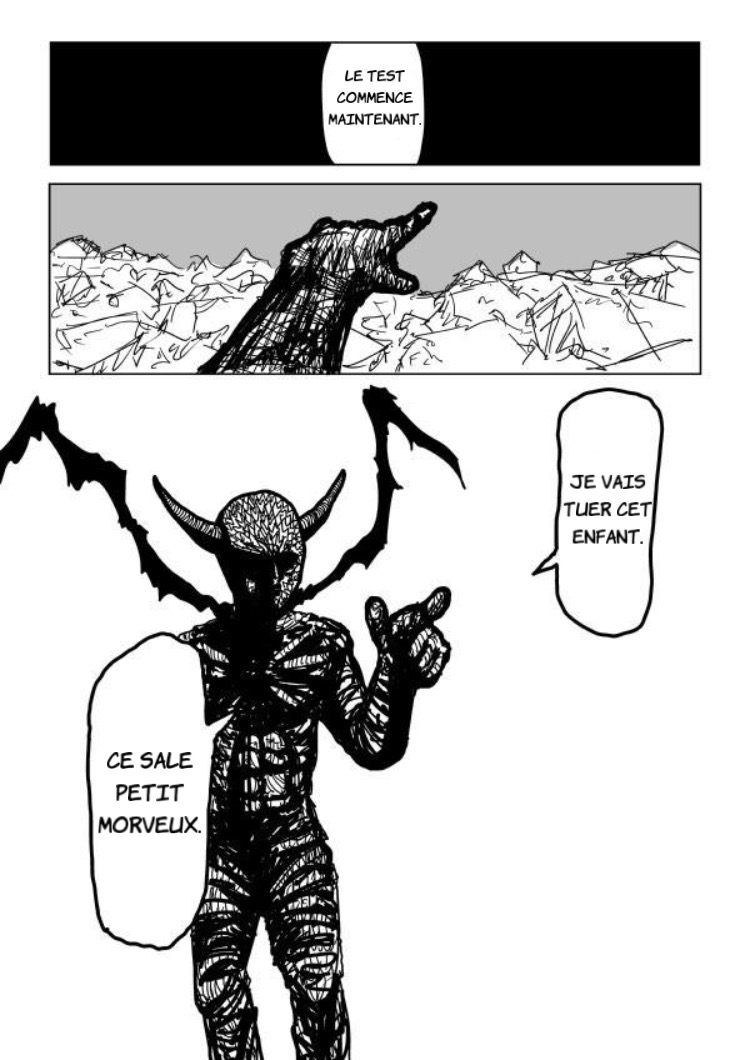 LE TEST
COMMENCE
MAINTENANT.
JE VAIS
TUER CET
ENFANT.
CE SALE
PETIT
MORVEUX.